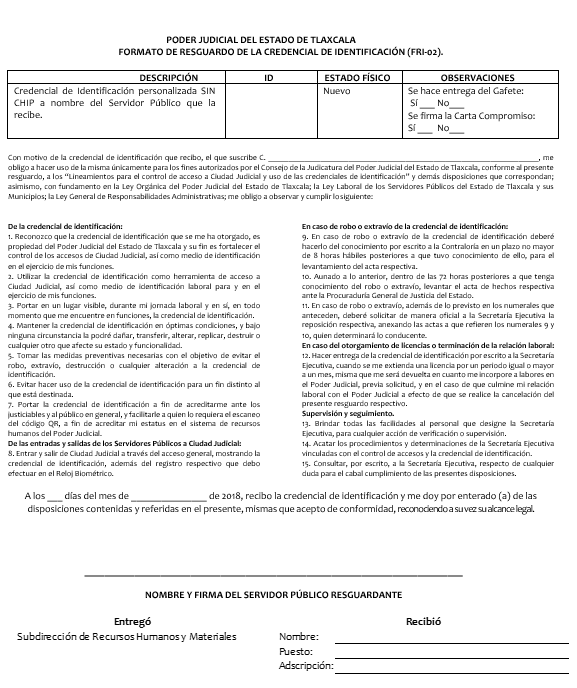 PODER JUDICIAL DEL ESTADO DE TLAXCALA
FORMATO DE RESGUARDO DE LA CREDENCIAL DE IDENTIFICACIÓN (FRI-02).
DESCRIPCIÓN ID ESTADO FÍSICO OBSERVACIONES
Credencial de Identificación personalizada SIN CHIP a nombre del Servidor Público que la recibe.
Nuevo
Se hace entrega del Gafete:
Sí ___ No___
Se firma la Carta Compromiso:
Sí ___ No___
Con motivo de la credencial de identificación que recibo, el que suscribe C. ______________________________, me
obligo a hacer uso de la misma únicamente para los fines autorizados por el Consejo de la Judicatura del Poder Judicial del Estado de Tlaxcala, conforme al presente
resguardo, a los "Lineamientos para el control de acceso a Ciudad Judicial y uso de las credenciales de identificación" y demás disposiciones que correspondan;
asimismo, con fundamento en la Ley Orgánica del Poder Judicial del Estado de Tlaxcala; la Ley Laboral de los Servidores Públicos del Estado de Tlaxcala y sus
Municipios; la Ley General de Responsabilidades Administrativas; me obligo a observar y cumplir lo siguiente:
De la credencial de identificación:
1. Reconozco que la credencial de identificación que se me ha otorgado, es
propiedad del Poder Judicial del Estado de Tlaxcala y su fin es fortalecer el
control de los accesos de Ciudad Judicial, así como medio de identificación
en el ejercicio de mis funciones.
2. Utilizar la credencial de identificación como herramienta de acceso a
Ciudad Judicial, así como medio de identificación laboral para y en el
ejercicio de mis funciones.
3. Portar en un lugar visible, durante mi jornada laboral y en sí, en todo
momento que me encuentre en funciones, la credencial de identificación.
4. Mantener la credencial de identificación en óptimas condiciones, y bajo
ninguna circunstancia la podré dañar, transferir, alterar, replicar, destruir o
cualquier otro que afecte su estado y funcionalidad.
5. Tomar las medidas preventivas necesarias con el objetivo de evitar el
robo, extravío, destrucción o cualquier alteración a la credencial de
identificación.
6. Evitar hacer uso de la credencial de identificación para un fin distinto al
que está destinada.
7. Portar la credencial de identificación a fin de acreditarme ante los
justiciables y al público en general, y facilitarle a quien lo requiera el escaneo
del código QR, a fin de acreditar mi estatus en el sistema de recursos
humanos del Poder Judicial.
De las entradas y salidas de los Servidores Públicos a Ciudad Judicial:
8. Entrar y salir de Ciudad Judicial a través del acceso general, mostrando la
credencial de identificación, además del registro respectivo que debo
efectuar en el Reloj Biométrico.
En caso de robo o extravío de la credencial de identificación:
9. En caso de robo o extravío de la credencial de identificación deberé
hacerlo del conocimiento por escrito a la Contraloría en un plazo no mayor
de 8 horas hábiles posteriores a que tuvo conocimiento de ello, para el
levantamiento del acta respectiva.
10. Aunado a lo anterior, dentro de las 72 horas posteriores a que tenga
conocimiento del robo o extravío, levantar el acta de hechos respectiva
ante la Procuraduría General de Justicia del Estado.
11. En caso de robo o extravío, además de lo previsto en los numerales que
anteceden, deberé solicitar de manera oficial a la Secretaría Ejecutiva la
reposición respectiva, anexando las actas a que refieren los numerales 9 y
10, quien determinará lo conducente.
En caso de otorgamiento de licencias o terminación de la relación laboral:
12. Hacer entrega de la credencial de identificación por escrito a la Secretaría
Ejecutiva, cuando se me extienda una licencia por un periodo igual o mayor
a un mes, misma que me será devuelta en cuanto me incorpore a labores en
el Poder Judicial, previa solicitud, y en el caso de que culmine mi relación
laboral con el Poder Judicial a efecto de que se realice la cancelación del
presente resguardo respectivo.
Supervisión y seguimiento.
13. Brindar todas las facilidades al personal que designe la Secretaría
Ejecutiva, para cualquier acción de verificación o supervisión.
14. Acatar los procedimientos y determinaciones de la Secretaría Ejecutiva
vinculadas con el control de accesos y la credencial de identificación.
15. Consultar, por escrito, a la Secretaría Ejecutiva, respecto de cualquier
duda para el cabal cumplimiento de las presentes disposiciones.
A los ___ días del mes de _______________ de 2018, recibo la credencial de identificación y me doy por enterado (a) de las
disposiciones contenidas y referidas en el presente, mismas que acepto de conformidad, reconociendo a su vez su alcance legal.
NOMBRE Y FIRMA DEL SERVIDOR PÚBLICO RESGUARDANTE
Entregó Recibió
Subdirección de Recursos Humanos y Materiales
Nombre:
Puesto:
Adscripción: